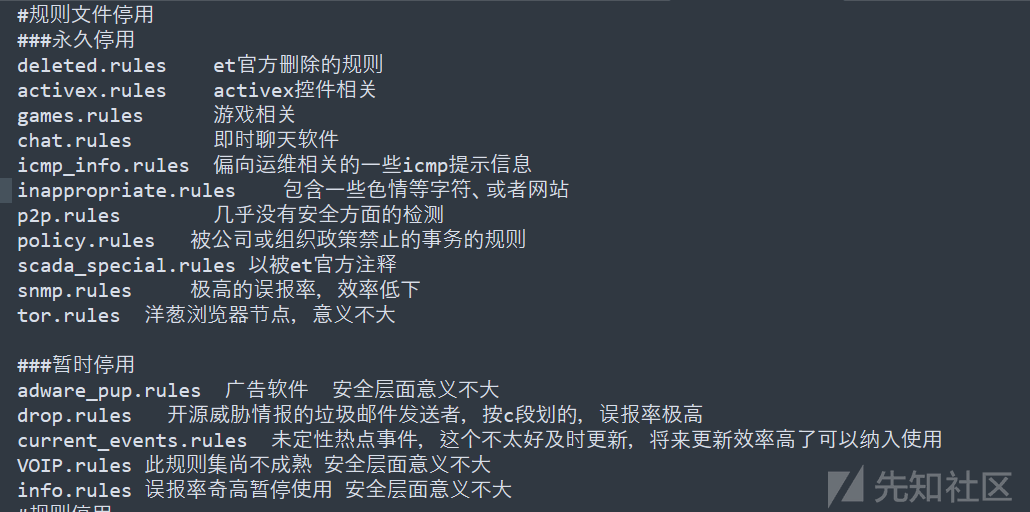 #规则文件停用
###永久停用
deleted.rules    et官方删除的规则
activex.rules    activex控件相关
games.rules      游戏相关
chat.rules       即时聊天软件
icmp_info.rules  偏向运维相关的一些icmp提示信息
inappropriate.rules    包含一些色情等字符、或者网站
p2p.rules        几乎没有安全方面的检测
policy.rules   被公司或组织政策禁止的事务的规则
scada_special.rules 以被et官方注释
snmp.rules     极高的误报率，效率低下
tor.rules  洋葱浏览器节点，意义不大
###暂时停用
adware_pup.rules  广告软件  安全层面意义不大
drop.rules   开源威胁情报的垃圾邮件发送者，按c段划的，误报率极高
current_events.rules  未定性热点事件，这个不太好及时更新，将来更新效率高了可以纳入使用
VOIP.rules 此规则集尚不成熟 安全层面意义不大
info.rules 误报率奇高暂停使用 安全层面意义不大
#规则停用
先知社区